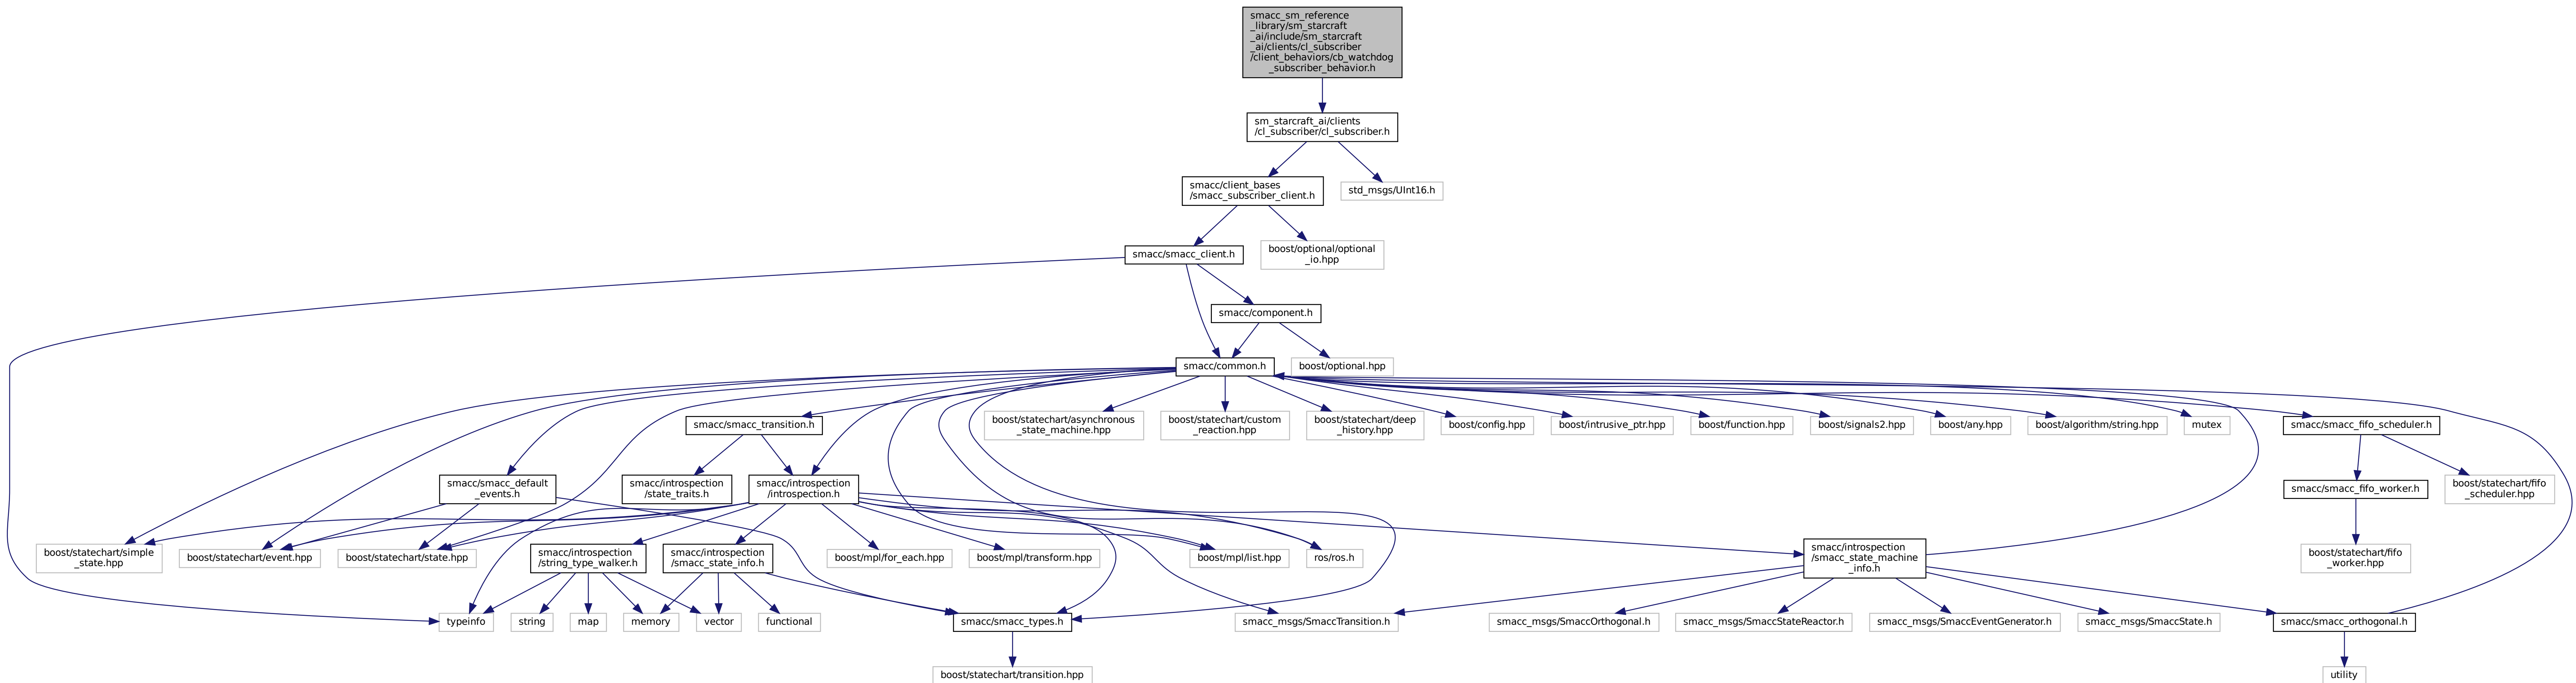 smacc_sm_reference
_library/sm_starcraft
_ai/include/sm_starcraft
_ai/clients/cl_subscriber
/client_behaviors/cb_watchdog
_subscriber_behavior.h
sm_starcraft_ai/clients
/cl_subscriber/cl_subscriber.h
smacc/client_bases
/smacc_subscriber_client.h
std_msgs/UInt16.h
smacc/smacc_client.h
boost/optional/optional
_io.hpp
smacc/component.h
smacc/common.h
boost/optional.hpp
smacc/smacc_transition.h
boost/statechart/asynchronous
_state_machine.hpp
boost/statechart/custom
_reaction.hpp
boost/statechart/deep
_history.hpp
boost/config.hpp
boost/intrusive_ptr.hpp
boost/function.hpp
boost/signals2.hpp
boost/any.hpp
boost/algorithm/string.hpp
mutex
smacc/smacc_fifo_scheduler.h
smacc/smacc_default
_events.h
smacc/introspection
/state_traits.h
smacc/introspection
/introspection.h
smacc/smacc_fifo_worker.h
boost/statechart/fifo
_scheduler.hpp
boost/statechart/simple
_state.hpp
boost/statechart/event.hpp
boost/statechart/state.hpp
smacc/introspection
/string_type_walker.h
smacc/introspection
/smacc_state_info.h
boost/mpl/for_each.hpp
boost/mpl/transform.hpp
boost/mpl/list.hpp
ros/ros.h
smacc/introspection
/smacc_state_machine
_info.h
boost/statechart/fifo
_worker.hpp
typeinfo
string
map
memory
vector
functional
smacc/smacc_types.h
smacc_msgs/SmaccTransition.h
smacc_msgs/SmaccOrthogonal.h
smacc_msgs/SmaccStateReactor.h
smacc_msgs/SmaccEventGenerator.h
smacc_msgs/SmaccState.h
smacc/smacc_orthogonal.h
boost/statechart/transition.hpp
utility